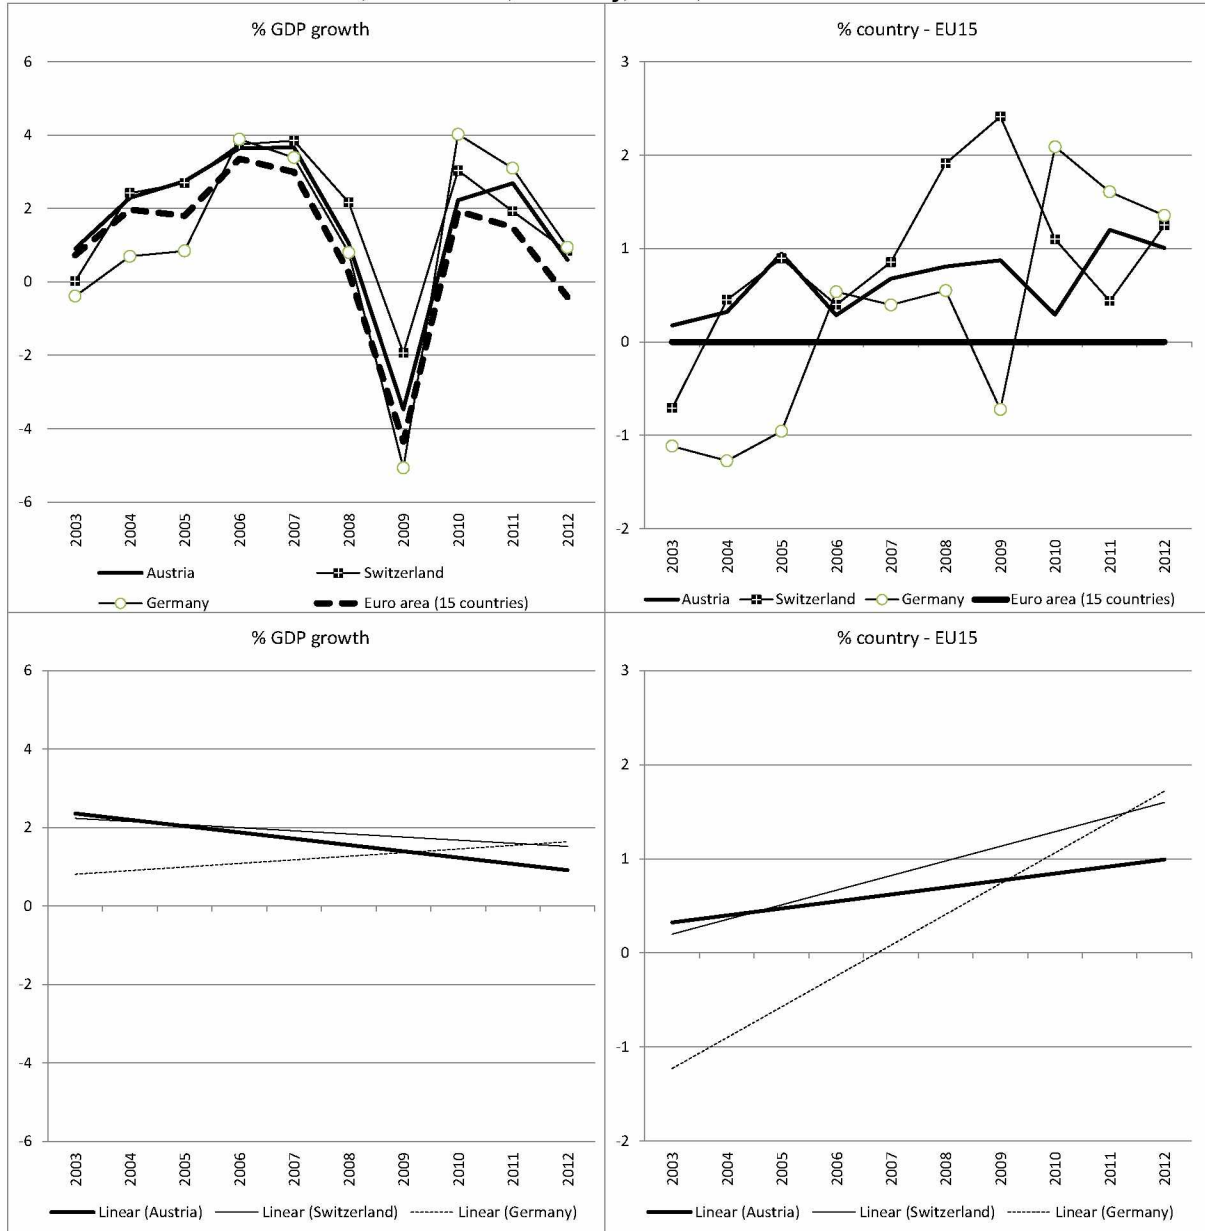 % GDP growth
6
4
2
0
-2
-4
-6
2003 2004 2005 2006 2007 2008 2009 2010 2011 2012
Austria Switzerland
Germany Euro area (15 countries)
% country - EU15
3
2
1
0
-1
-2
2003 2004 2005 2006 2007 2008 2009 2010 2011 2012
Austria Switzerland Germany Euro area (15 countries)
% GDP growth
6
4
2
0
-2
-4
-6
2003 2004 2005 2006 2007 2008 2009 2010 2011 2012
Linear (Austria) Linear (Switzerland) Linear (Germany)
% country - EU15
3
2
1
0
-1
-2
2003 2004 2005 2006 2007 2008 2009 2010 2011 2012
Linear (Austria) Linear (Switzerland) Linear (Germany)